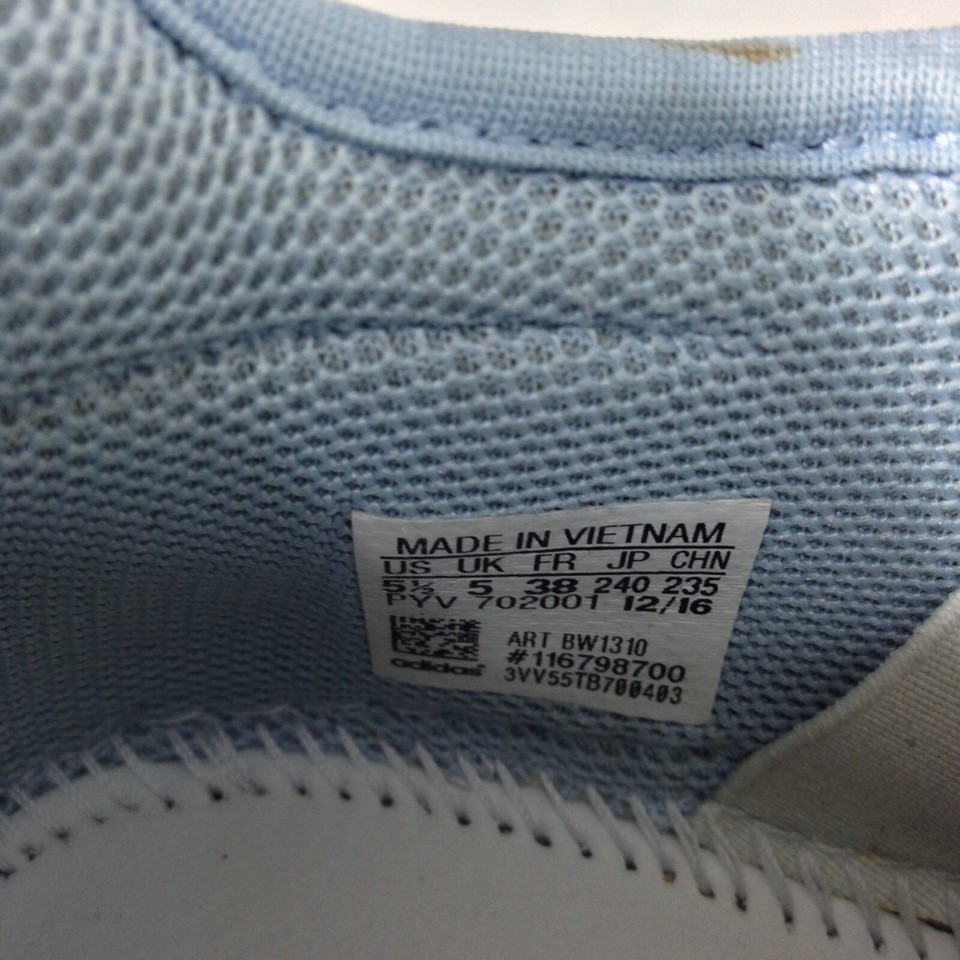 MADE IN VIETNAM
US UK FR JP CHN
5½ 5 38 240 235
PYV 702001 12/16
ART BW1310
#116798700
adidas
3VV55TB700403